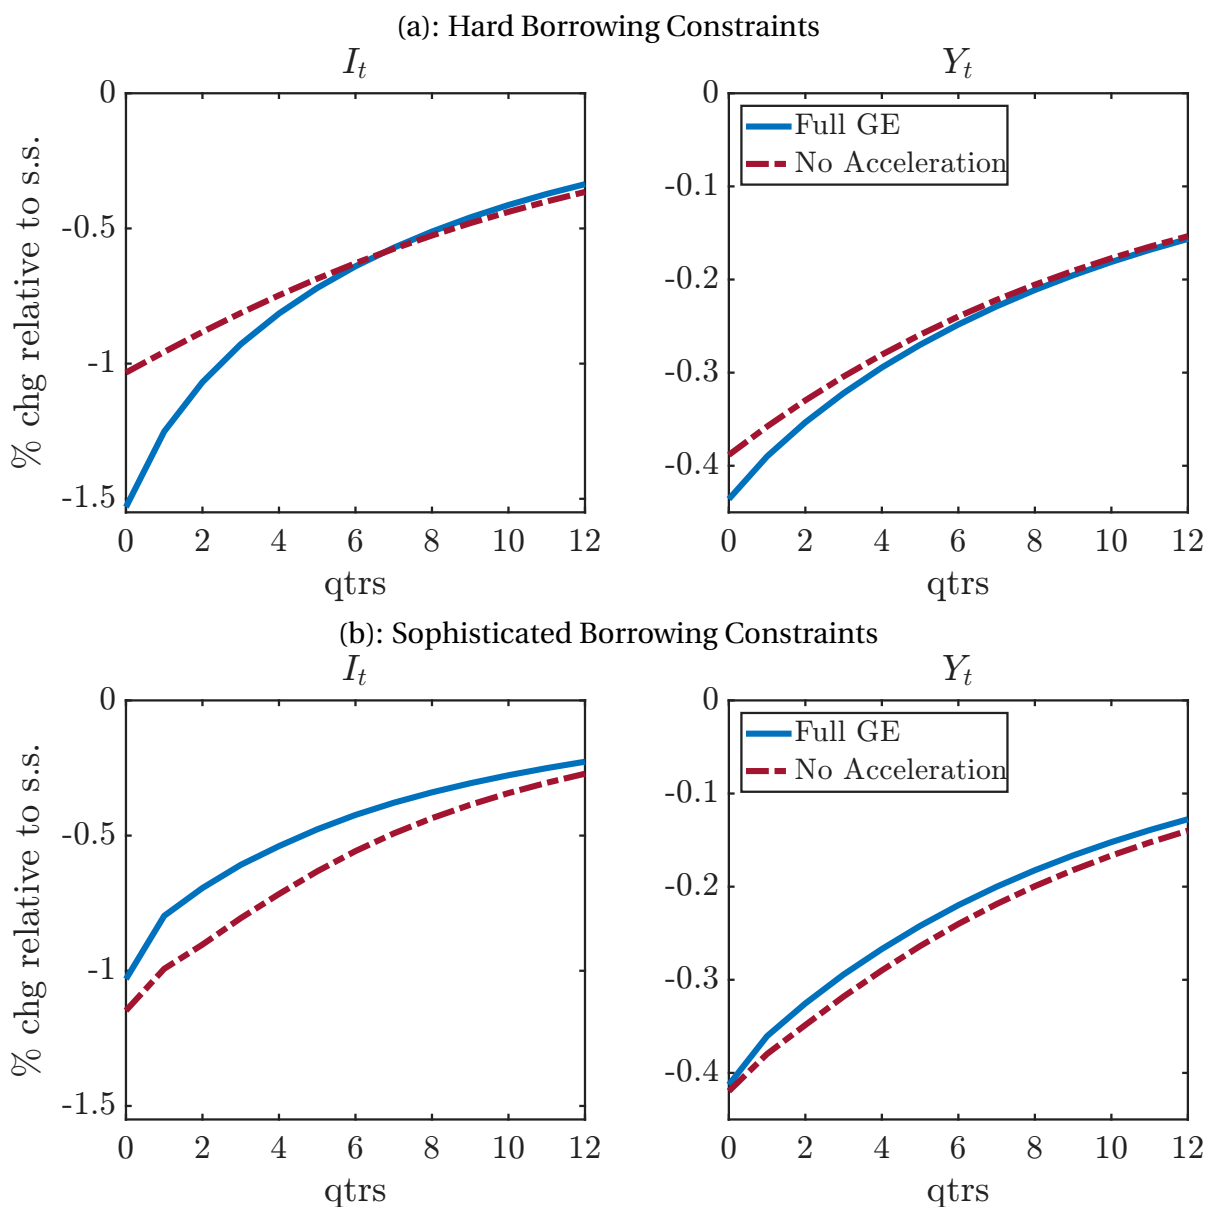 (a): Hard Borrowing Constraints
I_t
Y_t
0
-0.5
-1
-1.5
% chg relative to s.s.
0 2 4 6 8 10 12
qtrs
0
-0.1
-0.2
-0.3
-0.4
Full GE
No Acceleration
0 2 4 6 8 10 12
qtrs
(b): Sophisticated Borrowing Constraints
I_t
Y_t
0
-0.5
-1
-1.5
% chg relative to s.s.
0 2 4 6 8 10 12
qtrs
0
-0.1
-0.2
-0.3
-0.4
Full GE
No Acceleration
0 2 4 6 8 10 12
qtrs